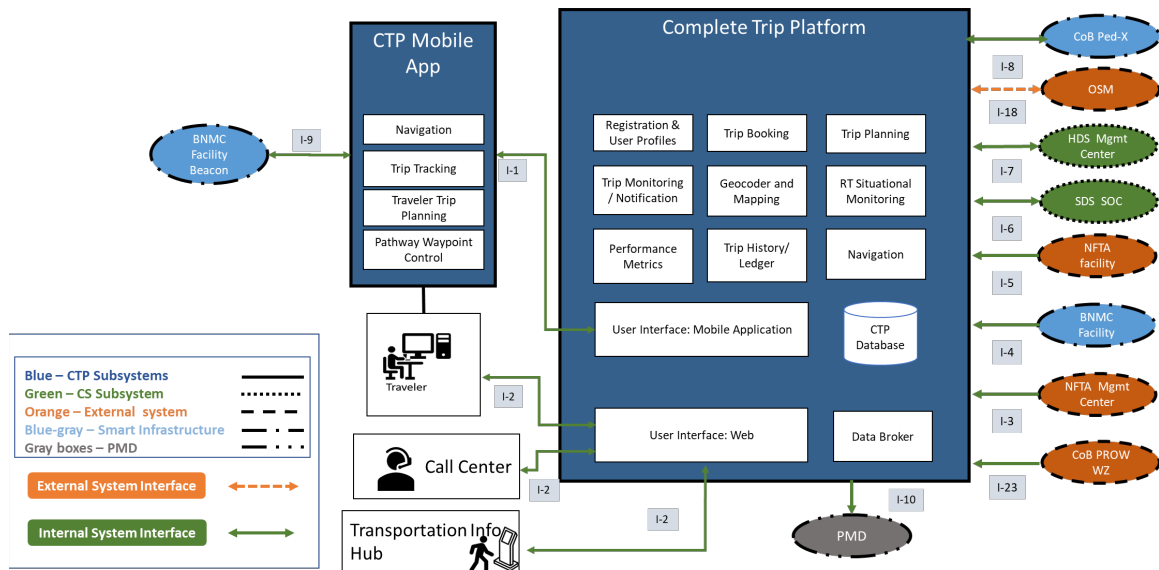 CTP Mobile
App
Navigation
Trip Tracking
Traveler Trip
Planning
Pathway Waypoint
Control
BNMC
Facility
Beacon
I-9
I-1
Complete Trip Platform
Registration &
User Profiles
Trip Booking
Trip Planning
Trip Monitoring
/ Notification
Geocoder and
Mapping
RT Situational
Monitoring
Performance
Metrics
Trip History/
Ledger
Navigation
User Interface: Mobile Application
CTP
Database
User Interface: Web
Data Broker
CoB Ped-X
I-8
OSM
I-18
HDS Mgmt
Center
I-7
SDS SOC
I-6
NFTA
facility
I-5
BNMC
Facility
I-4
NFTA Mgmt
Center
I-3
CoB PROW
WZ
I-23
I-10
PMD
Traveler
I-2
Call Center
I-2
Transportation Info
Hub
I-2
Blue – CTP Subsystems
Green – CS Subsystem
Orange – External system
Blue-gray – Smart Infrastructure
Gray boxes – PMD
External System Interface
Internal System Interface